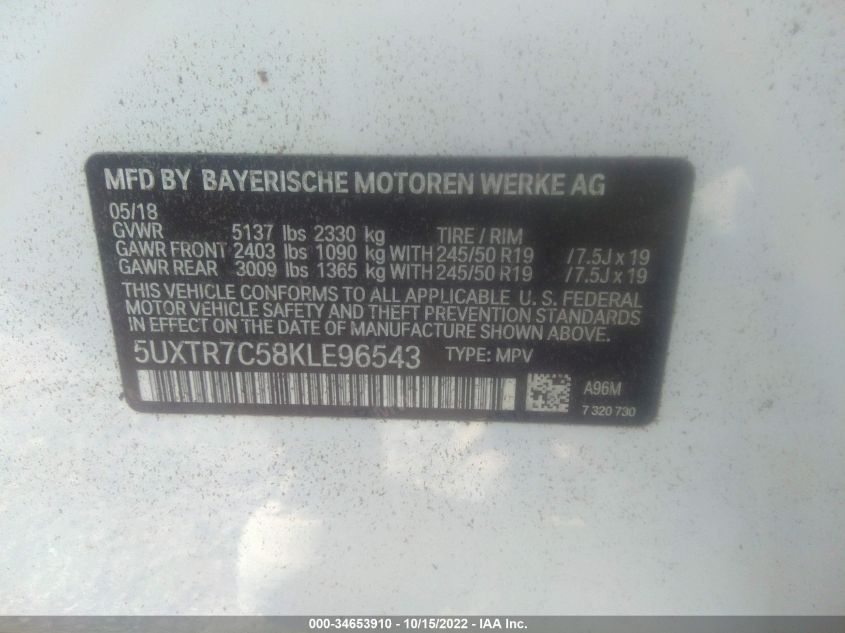 MFD BY BAYERISCHE MOTOREN WERKE AG
05/18
GVWR 5137 lbs 2330 kg TIRE / RIM
GAWR FRONT 2403 lbs 1090 kg WITH 245/50 R19 / 7.5J x 19
GAWR REAR 3009 lbs 1365 kg WITH 245/50 R19 / 7.5J x 19
THIS VEHICLE CONFORMS TO ALL APPLICABLE U. S. FEDERAL
MOTOR VEHICLE SAFETY AND THEFT PREVENTION STANDARDS
IN EFFECT ON THE DATE OF MANUFACTURE SHOWN ABOVE.
5UXTR7C58KLE96543 TYPE: MPV
A96M
7 320 730
000-34653910 - 10/15/2022 - IAA Inc.